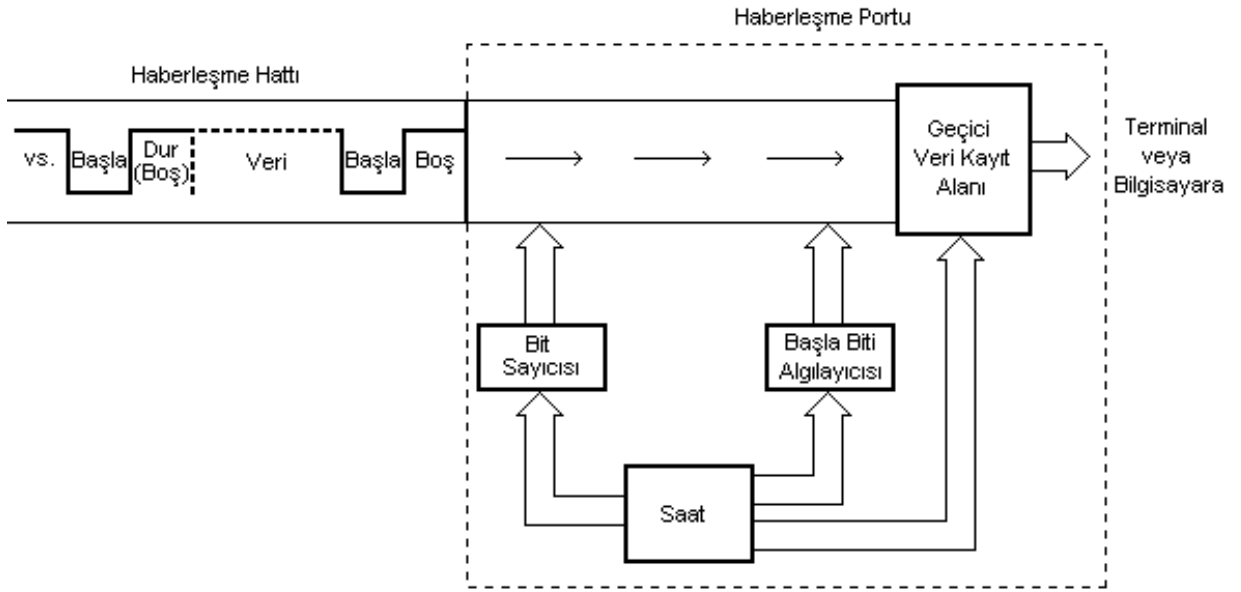 Haberleşme Portu
Haberleşme Hattı
vs.
Başla
Dur
(Boş)
Veri
Başla
Boş
Geçici
Veri Kayıt
Alanı
Terminal
veya
Bilgisayara
Bit
Sayıcısı
Başla Biti
Algılayıcısı
Saat